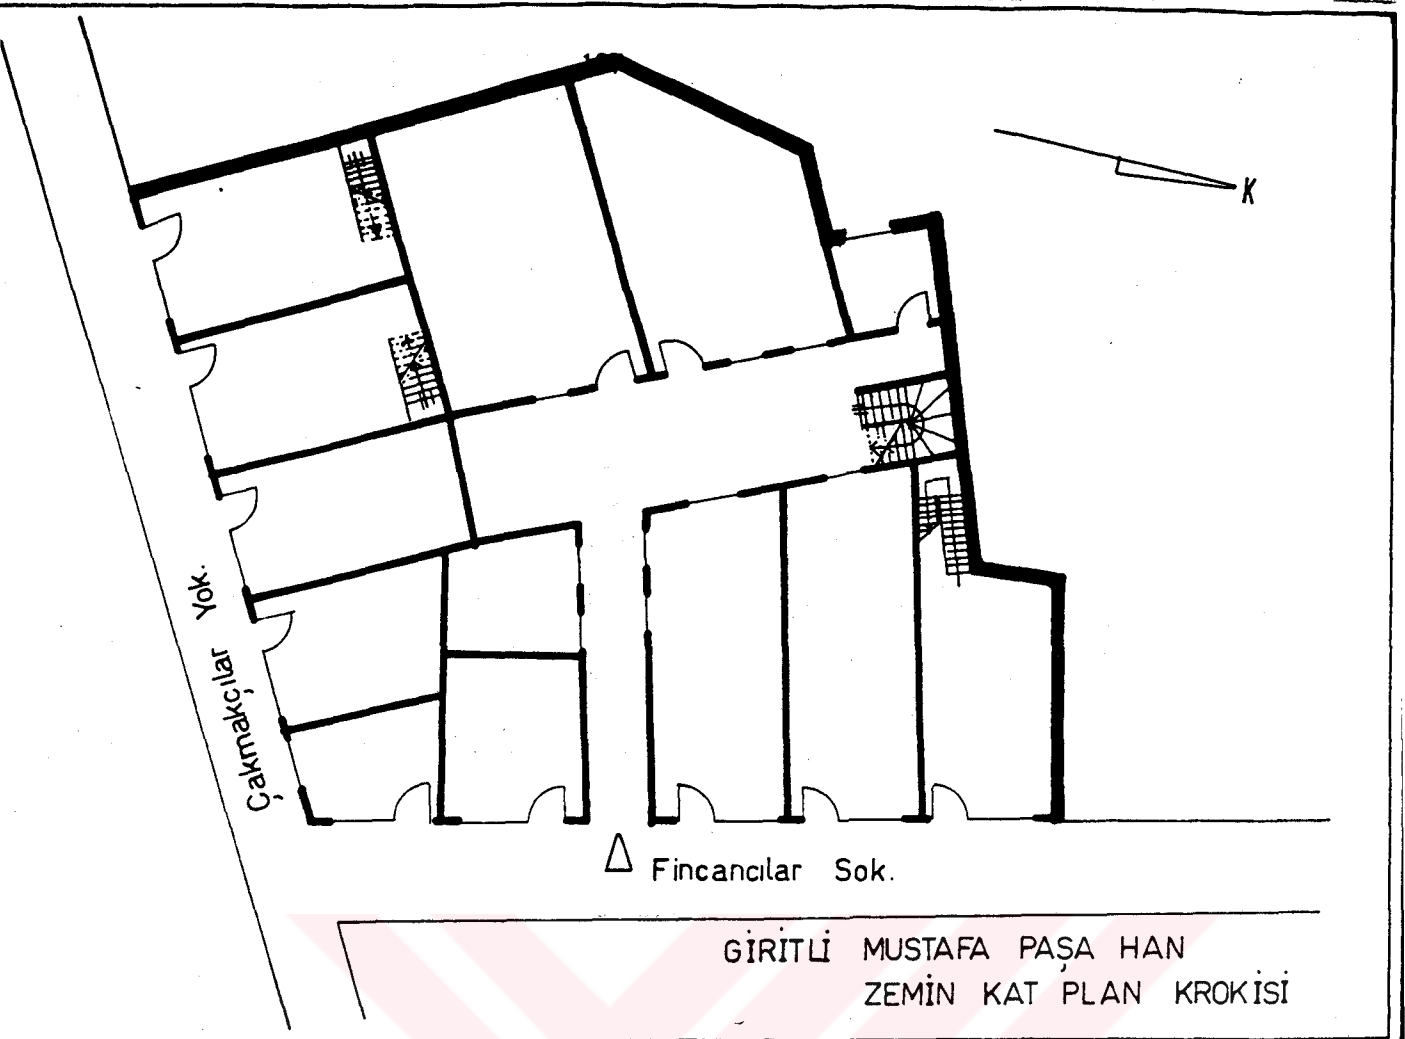 K
Çakmakçılar Yok.
Fincancılar Sok.
GİRİTLİ MUSTAFA PAŞA HAN
ZEMİN KAT PLAN KROKİSİ